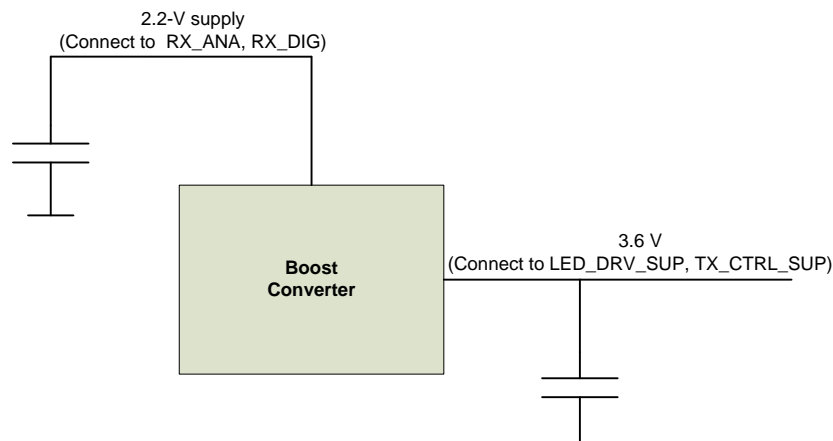 2.2-V supply
(Connect to RX_ANA, RX_DIG)
Boost
Converter
3.6 V
(Connect to LED_DRV_SUP, TX_CTRL_SUP)